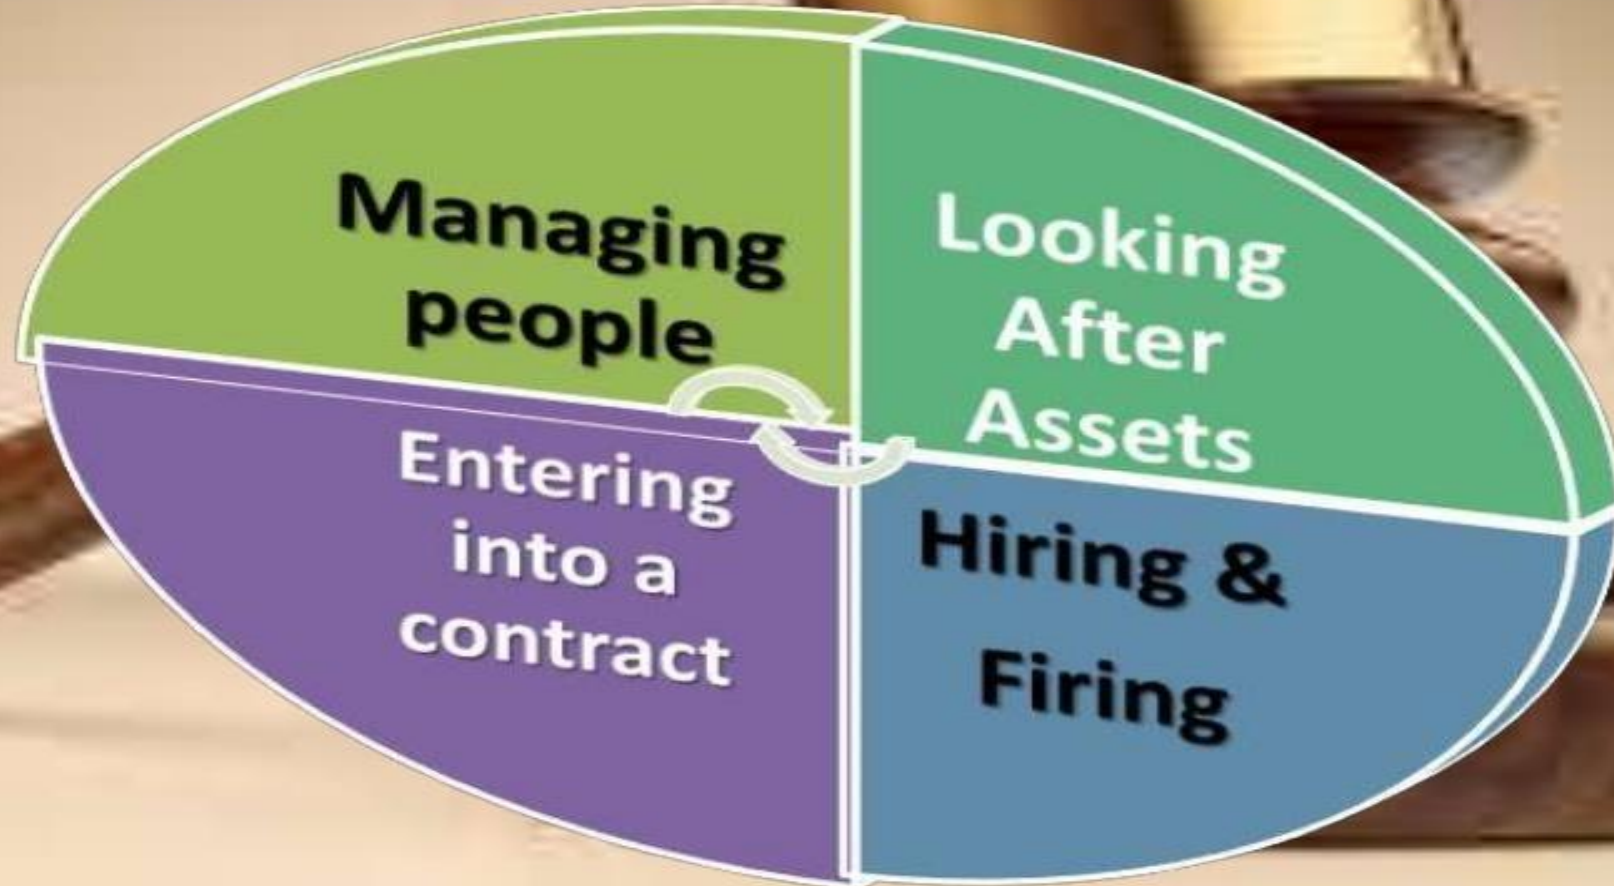 Managing
people
Looking
After
Assets
Entering
into a
contract
Hiring &
Firing